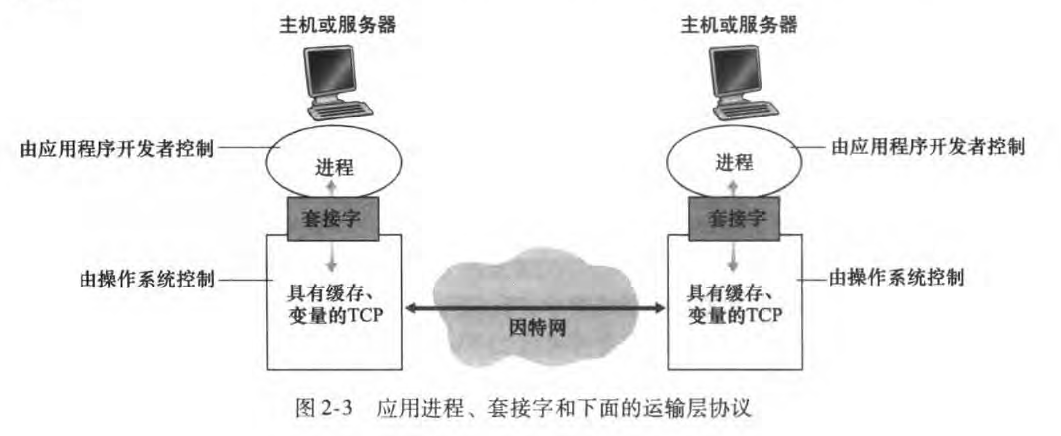 主机或服务器
主机或服务器
由应用程序开发者控制
进程
进程
由应用程序开发者控制
套接字
套接字
由操作系统控制
具有缓存、
变量的TCP
因特网
具有缓存、
变量的TCP
由操作系统控制
图2-3 应用进程、套接字和下面的运输层协议